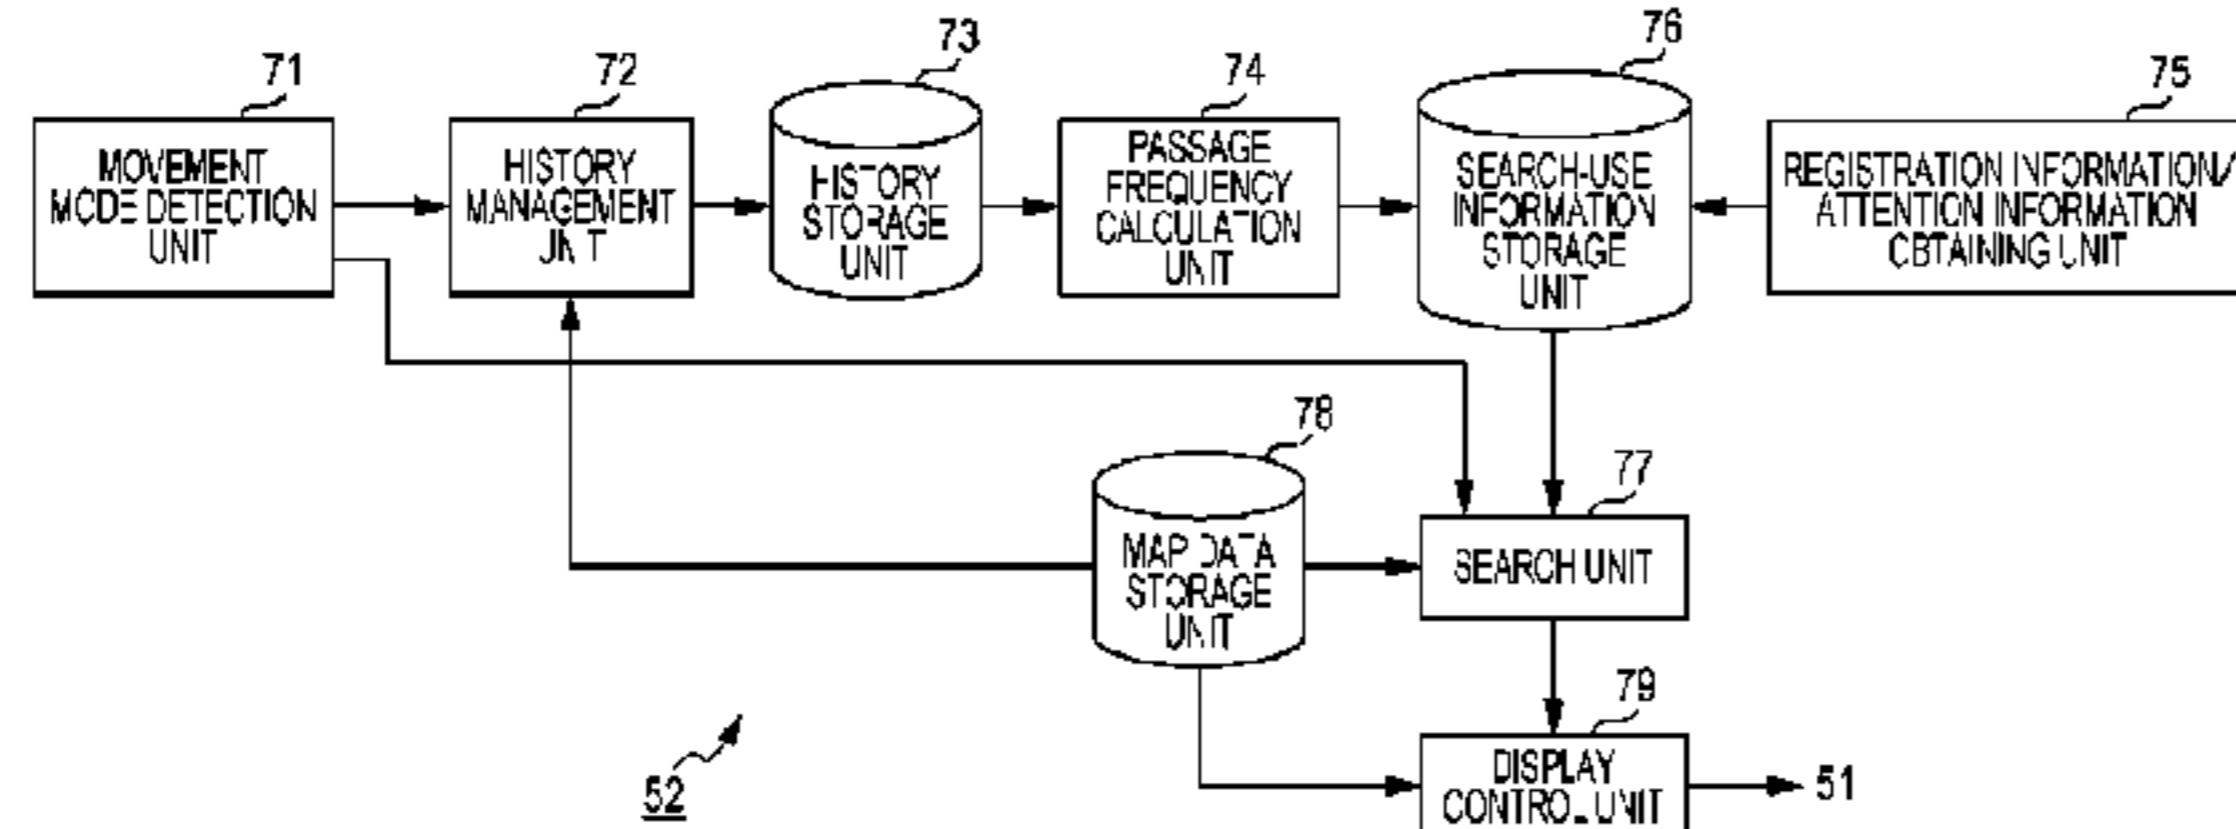 71
MOVEMENT
MODE DETECTION
UNIT
72
HISTORY
MANAGEMENT
UNIT
73
HISTORY
STORAGE
UNIT
74
PASSAGE
FREQUENCY
CALCULATION
UNIT
76
SEARCH-USE
INFORMATION
STORAGE
UNIT
75
REGISTRATION INFORMATION/
ATTENTION INFORMATION
OBTAINING UNIT
78
MAP DATA
STORAGE
UNIT
77
SEARCH UNIT
79
DISPLAY
CONTROL UNIT
51
52